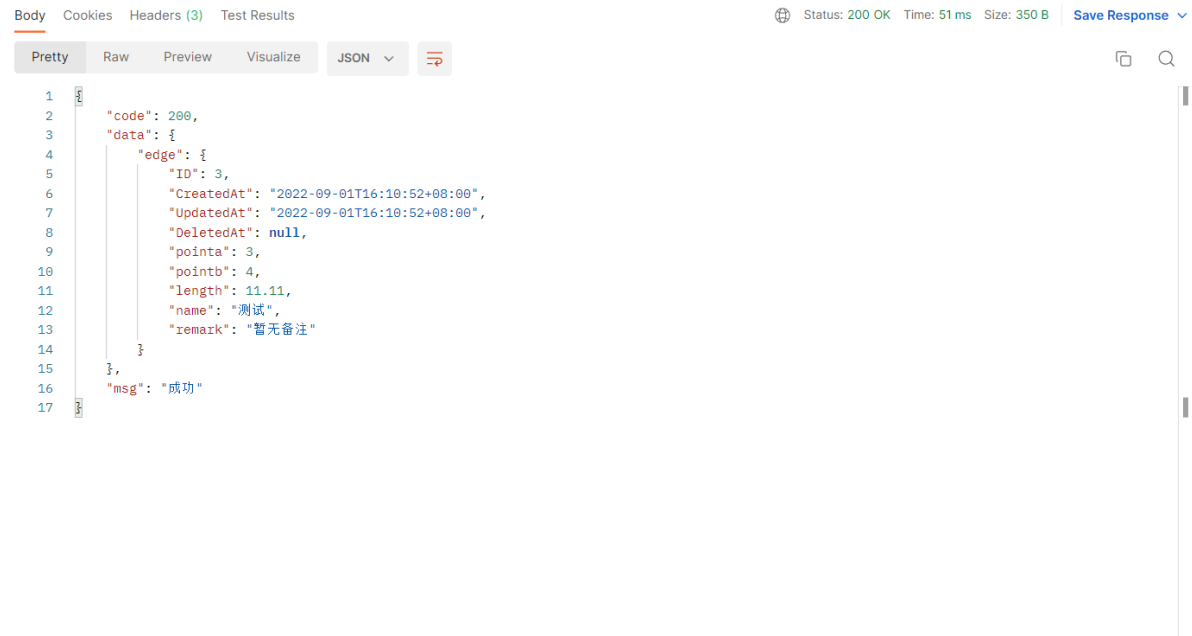 Body Cookies Headers (3) Test Results Status: 200 OK Time: 51 ms Size: 350 B Save Response
Pretty Raw Preview Visualize JSON
1 {
2 "code": 200,
3 "data": {
4 "edge": {
5 "ID": 3,
6 "CreatedAt": "2022-09-01T16:10:52+08:00",
7 "UpdatedAt": "2022-09-01T16:10:52+08:00",
8 "DeletedAt": null,
9 "pointa": 3,
10 "pointb": 4,
11 "length": 11.11,
12 "name": "测试",
13 "remark": "暂无备注"
14 }
15 },
16 "msg": "成功"
17 }